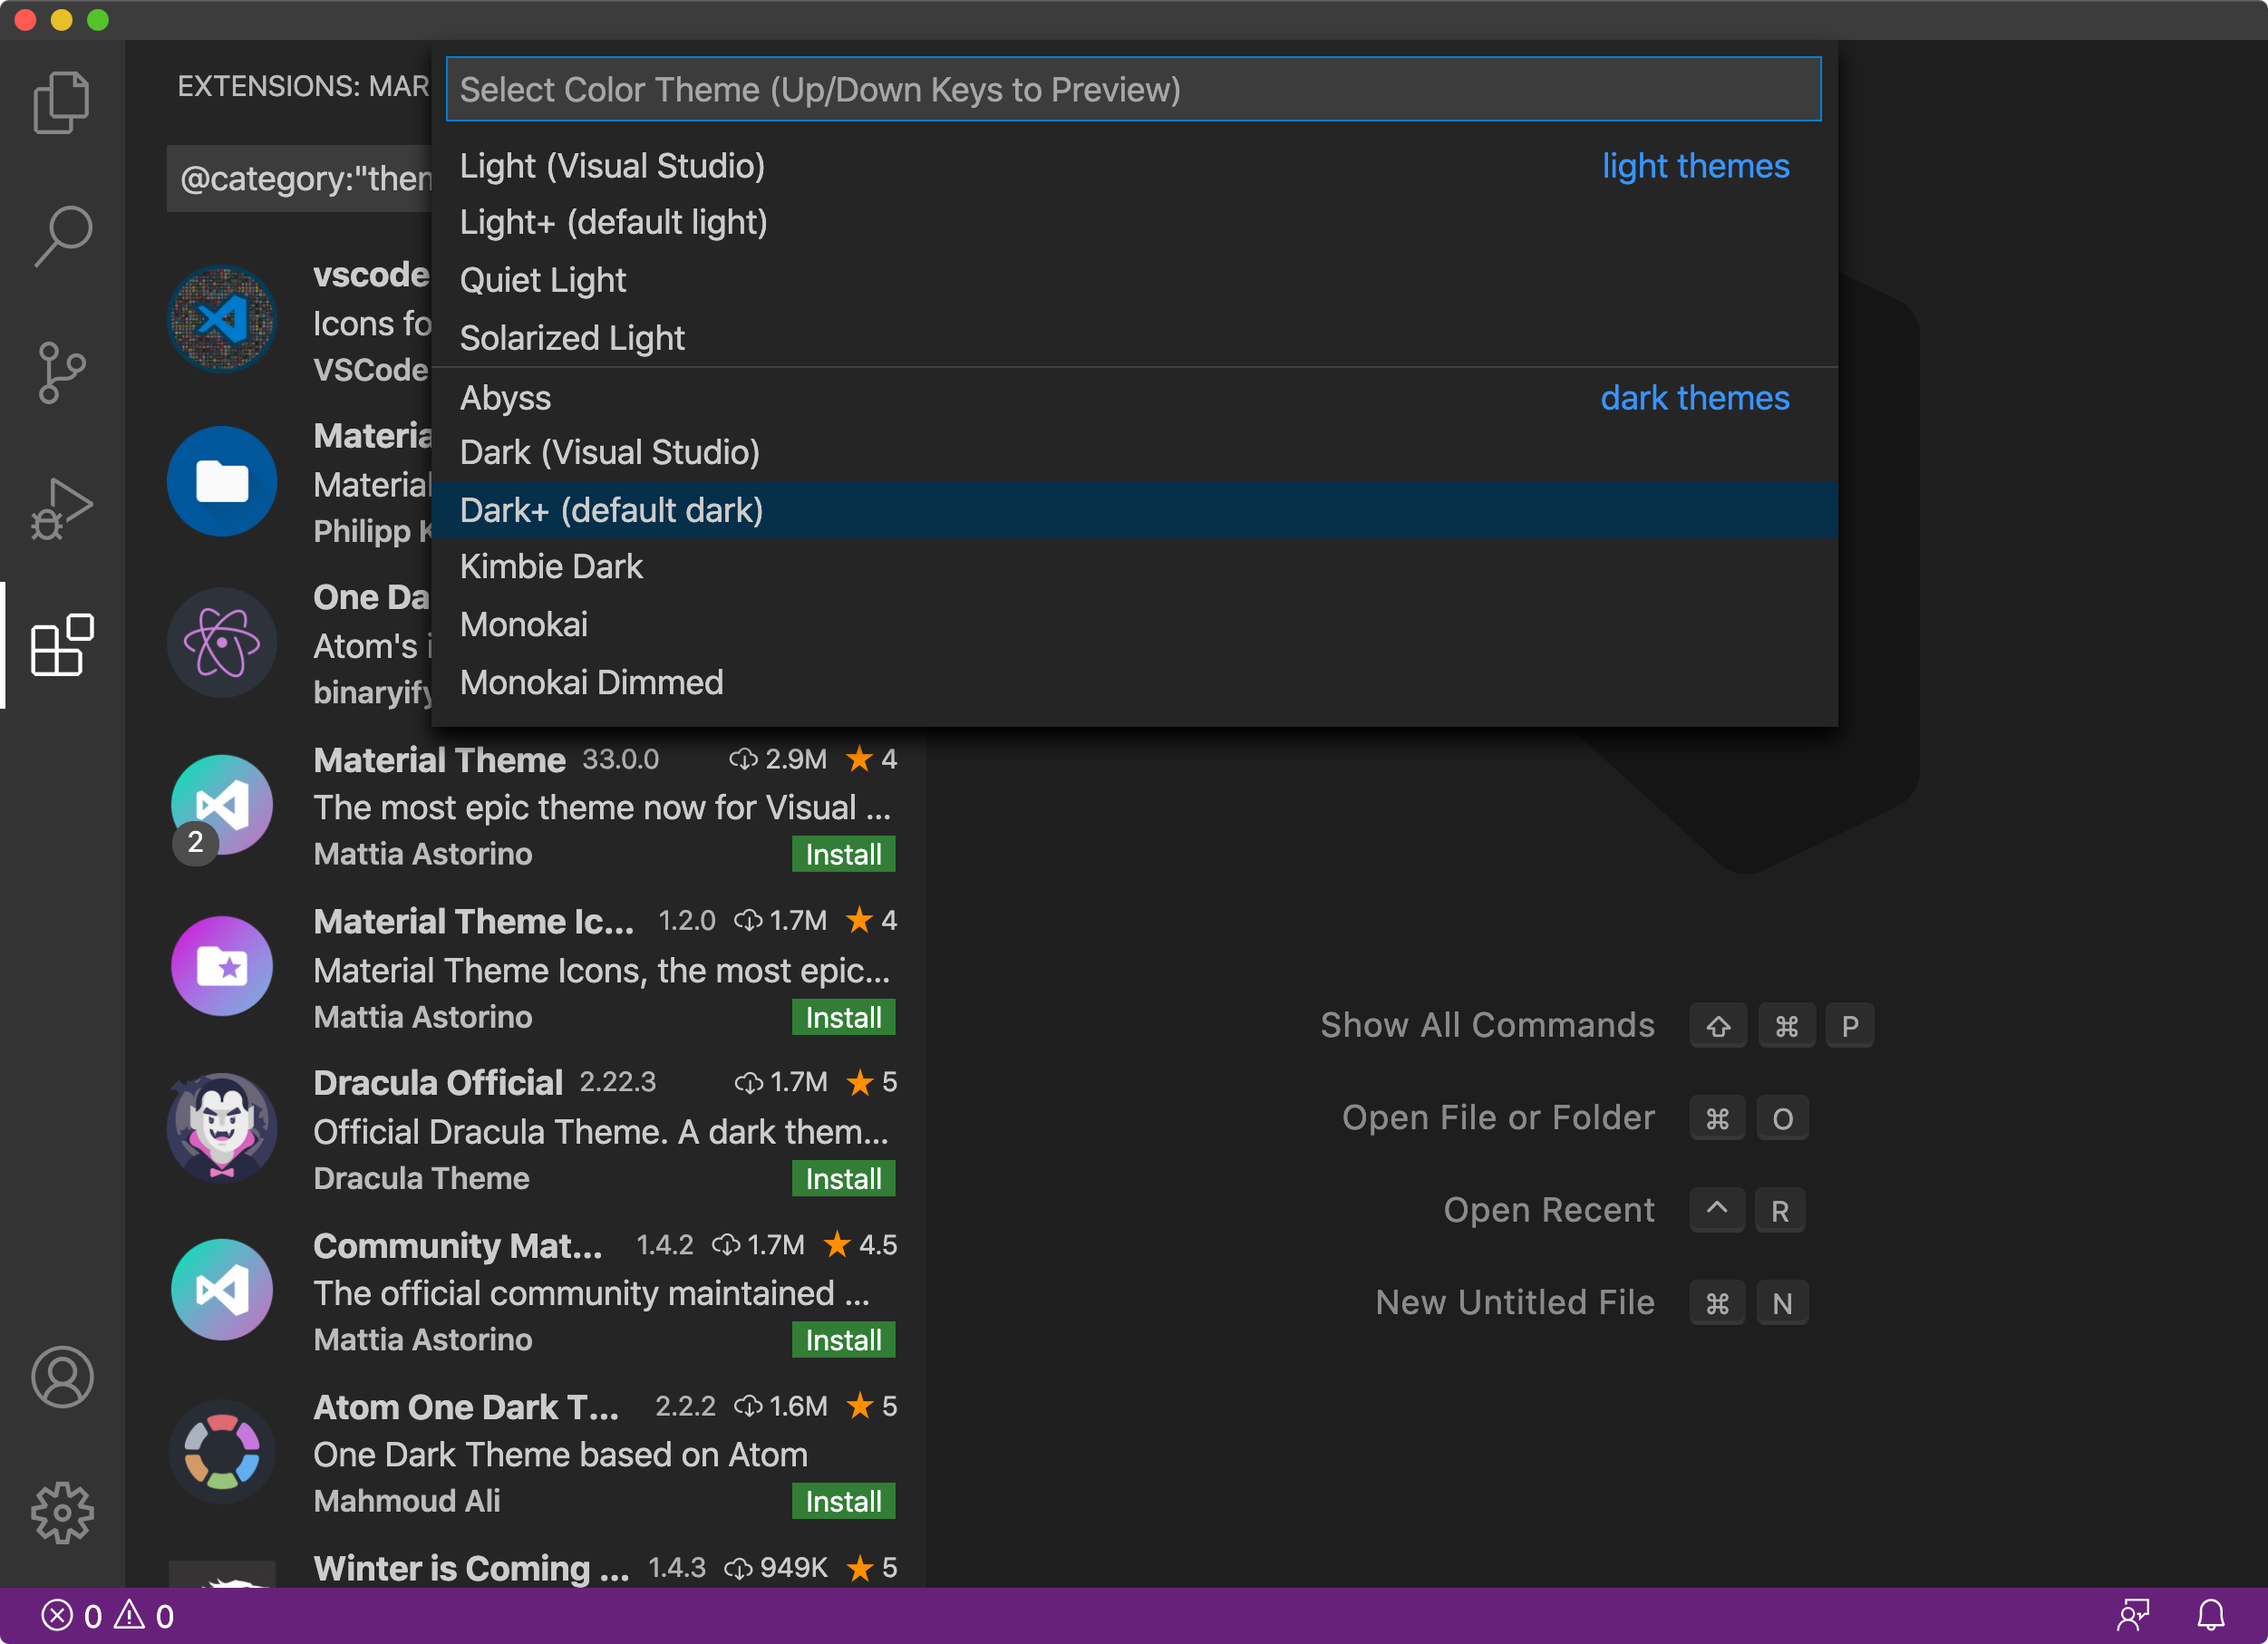 EXTENSIONS: MAR
Select Color Theme (Up/Down Keys to Preview)
@category:"then
Light (Visual Studio) light themes
Light+ (default light)
Quiet Light
Solarized Light
Abyss dark themes
Dark (Visual Studio)
Dark+ (default dark)
Kimbie Dark
Monokai
Monokai Dimmed
vscode
Icons fo
VSCode
Materia
Material
Philipp K
One Da
Atom's i
binaryify
Material Theme 33.0.0 2.9M ★ 4
The most epic theme now for Visual ...
2
Mattia Astorino Install
Material Theme Ic... 1.2.0 1.7M ★ 4
Material Theme Icons, the most epic...
Mattia Astorino Install
Dracula Official 2.22.3 1.7M ★ 5
Official Dracula Theme. A dark them...
Dracula Theme Install
Community Mat... 1.4.2 1.7M ★ 4.5
The official community maintained ...
Mattia Astorino Install
Atom One Dark T... 2.2.2 1.6M ★ 5
One Dark Theme based on Atom
Mahmoud Ali Install
Winter is Coming ... 1.4.3 949K ★ 5
Show All Commands ⇧ ⌘ P
Open File or Folder ⌘ O
Open Recent ^ R
New Untitled File ⌘ N
0 0